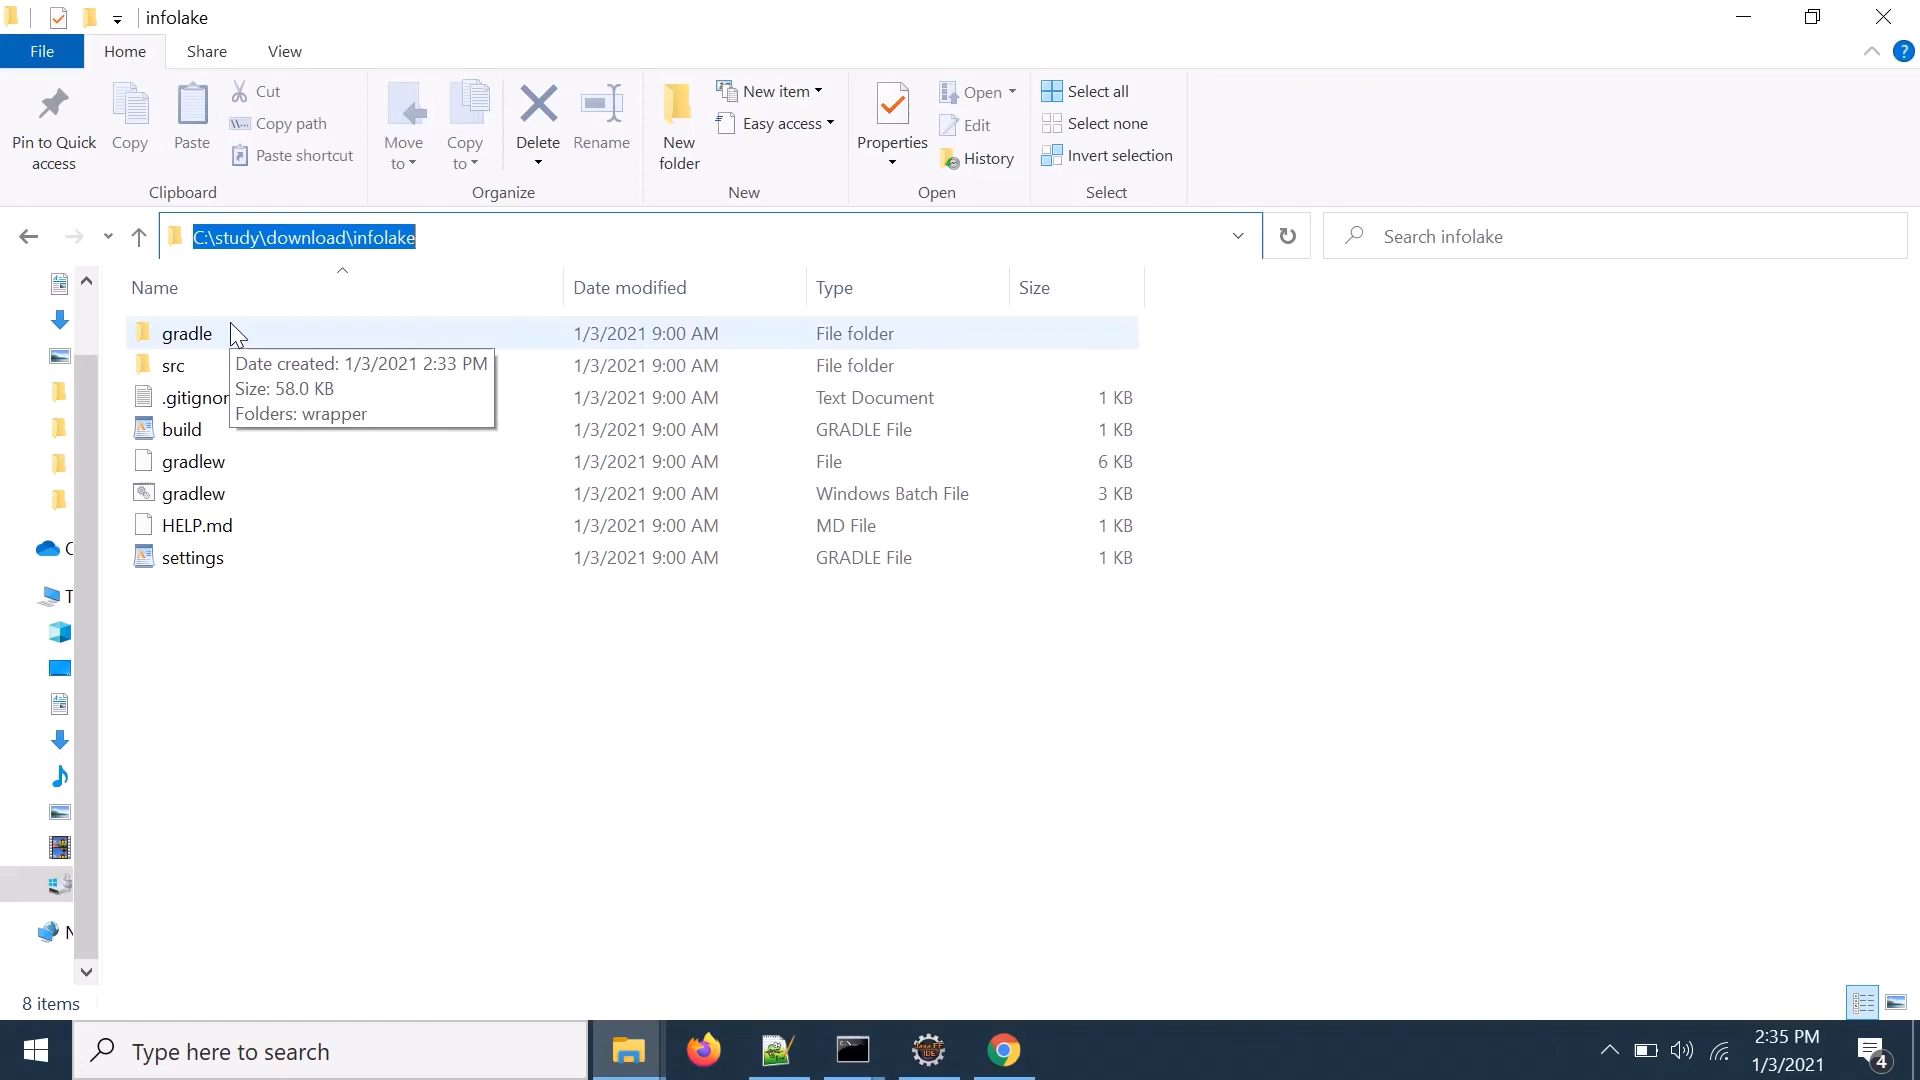 infolake
File
Home
Share
View
Pin to Quick
access
Copy
Paste
Cut
Copy path
Paste shortcut
Clipboard
Move
to
Copy
to
Delete
Rename
Organize
New
folder
New item
Easy access
New
Properties
Open
Edit
History
Open
Select all
Select none
Invert selection
Select
C:\study\download\infolake
Search infolake
Name
Date modified
Type
Size
gradle 1/3/2021 9:00 AM File folder
src 1/3/2021 9:00 AM File folder
.gitignor 1/3/2021 9:00 AM Text Document 1 KB
build 1/3/2021 9:00 AM GRADLE File 1 KB
gradlew 1/3/2021 9:00 AM File 6 KB
gradlew 1/3/2021 9:00 AM Windows Batch File 3 KB
HELP.md 1/3/2021 9:00 AM MD File 1 KB
settings 1/3/2021 9:00 AM GRADLE File 1 KB
Date created: 1/3/2021 2:33 PM
Size: 58.0 KB
Folders: wrapper
8 items
Type here to search
2:35 PM
1/3/2021
4